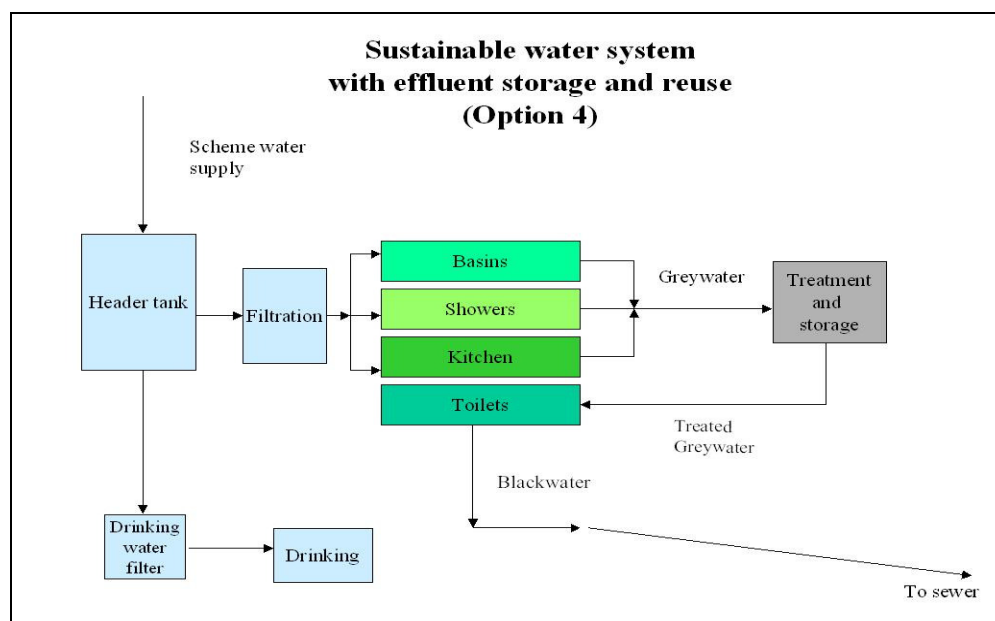 Sustainable water system
with effluent storage and reuse
(Option 4)
Scheme water
supply
Header tank
Filtration
Basins
Showers
Kitchen
Toilets
Greywater
Treatment
and
storage
Treated
Greywater
Blackwater
Drinking
water
filter
Drinking
To sewer